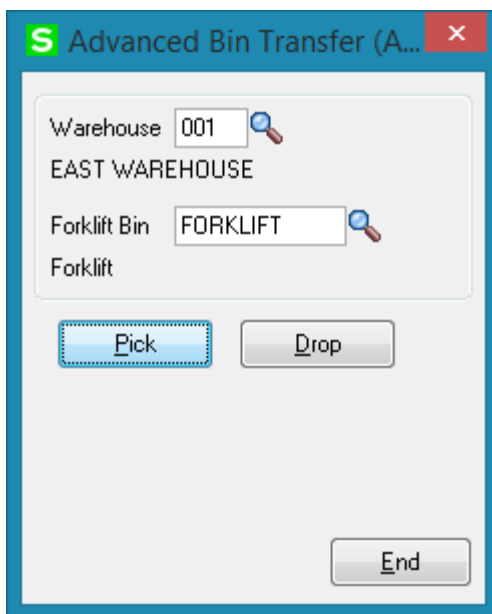 S Advanced Bin Transfer (A...
Warehouse 001
EAST WAREHOUSE
Forklift Bin FORKLIFT
Forklift
Pick Drop
End